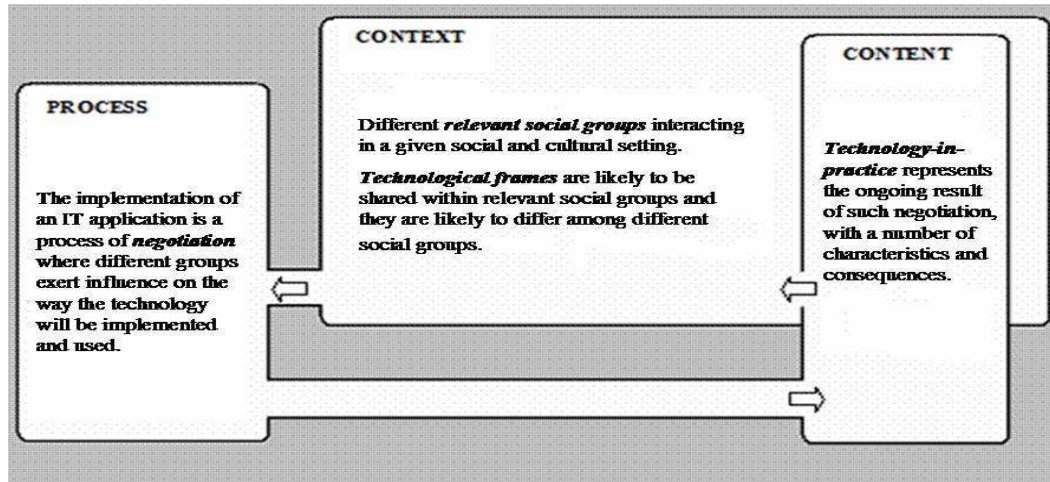 PROCESS
The implementation of
an IT application is a
process of negotiation
where different groups
exert influence on the
way the technology
will be implemented
and used.
CONTEXT
Different relevant social groups interacting
in a given social and cultural setting.
Technological frames are likely to be
shared within relevant social groups and
they are likely to differ among different
social groups.
CONTENT
Technology-in-
practice represents
the ongoing result
of such negotiation,
with a number of
characteristics and
consequences.